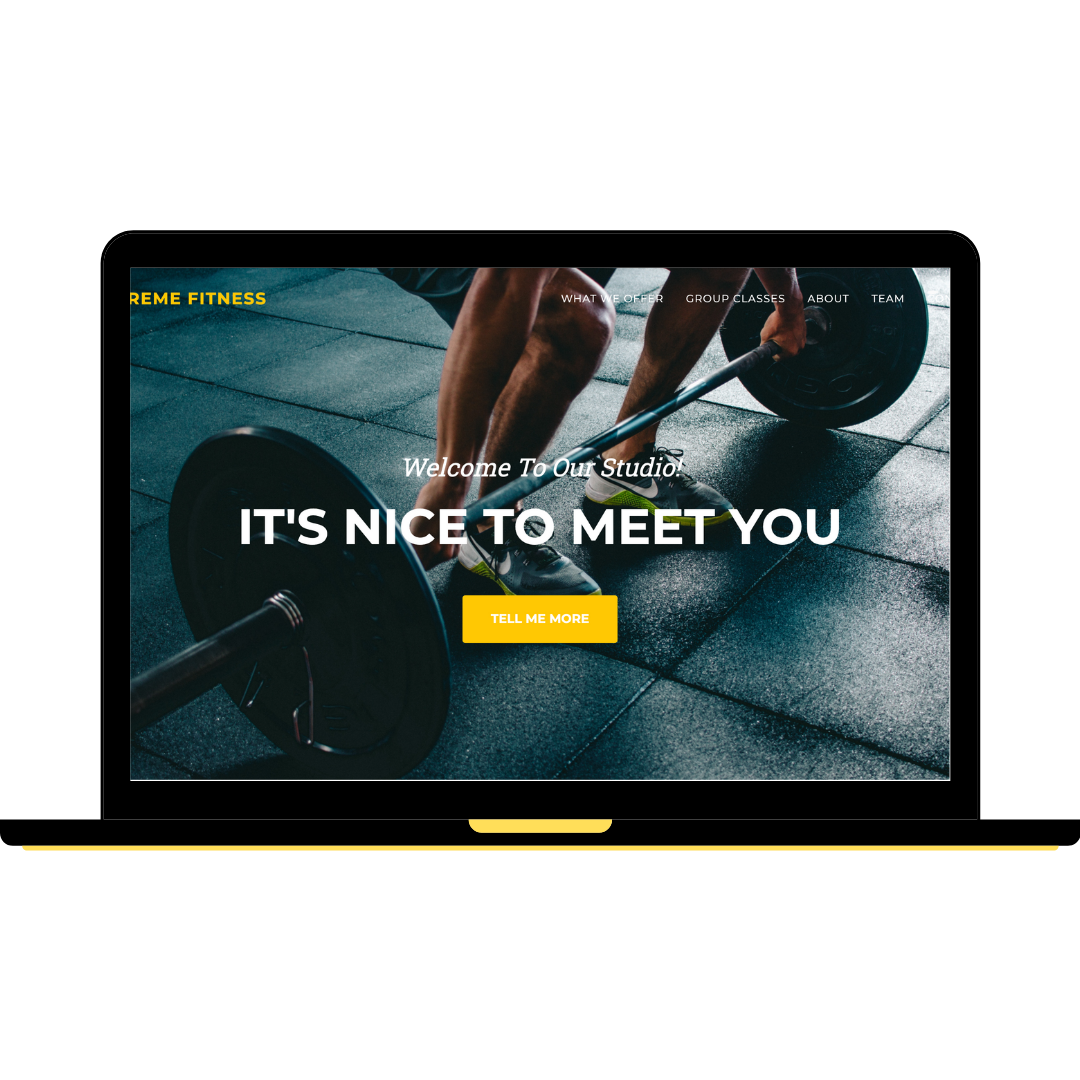 REME FITNESS
WHAT WE OFFER GROUP CLASSES ABOUT TEAM
Welcome To Our Studio!
IT'S NICE TO MEET YOU
TELL ME MORE